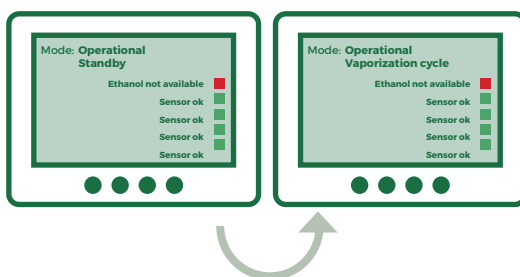 Mode: Operational
Standby
Ethanol not available
Sensor ok
Sensor ok
Sensor ok
Sensor ok
Mode: Operational
Vaporization cycle
Ethanol not available
Sensor ok
Sensor ok
Sensor ok
Sensor ok